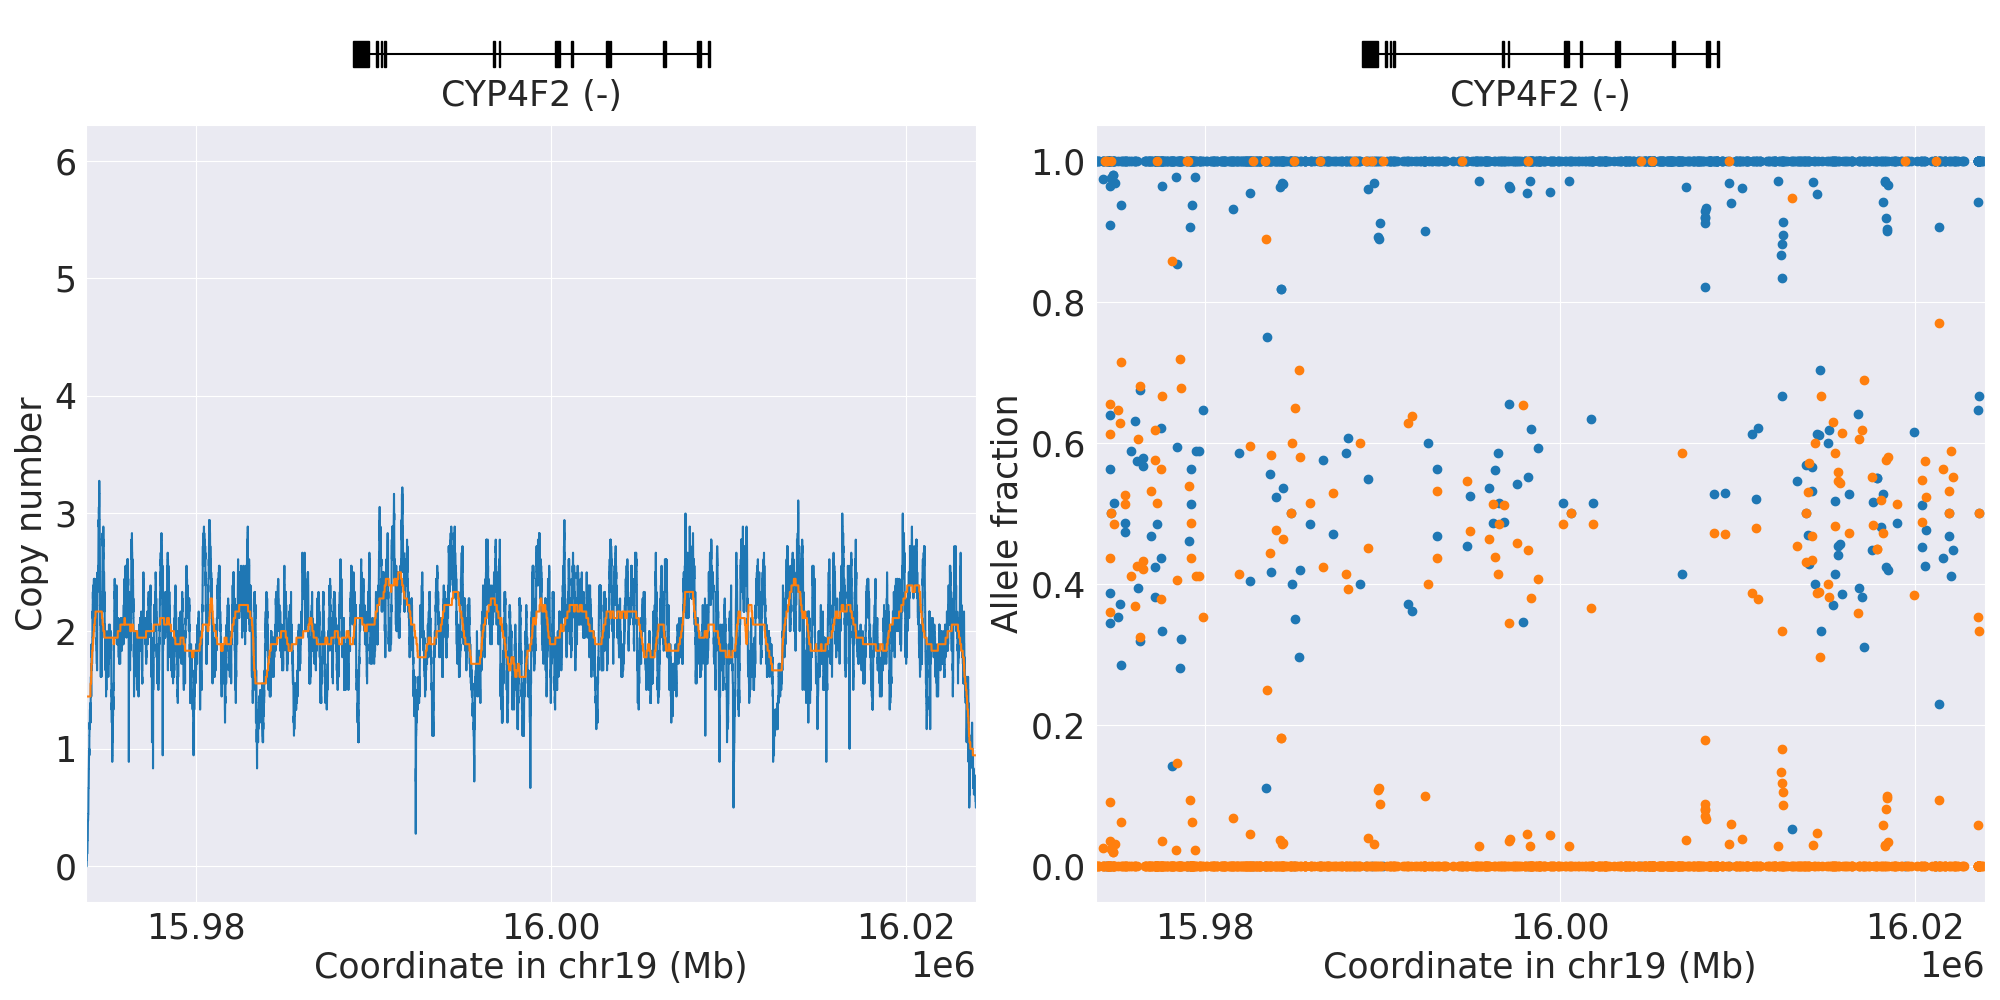 CYP4F2 (-)
6
5
4
3
2
1
0
Copy number
15.98
16.00
16.02
Coordinate in chr19 (Mb)
1e6
CYP4F2 (-)
1.0
0.8
0.6
0.4
0.2
0.0
Allele fraction
15.98
16.00
16.02
Coordinate in chr19 (Mb)
1e6